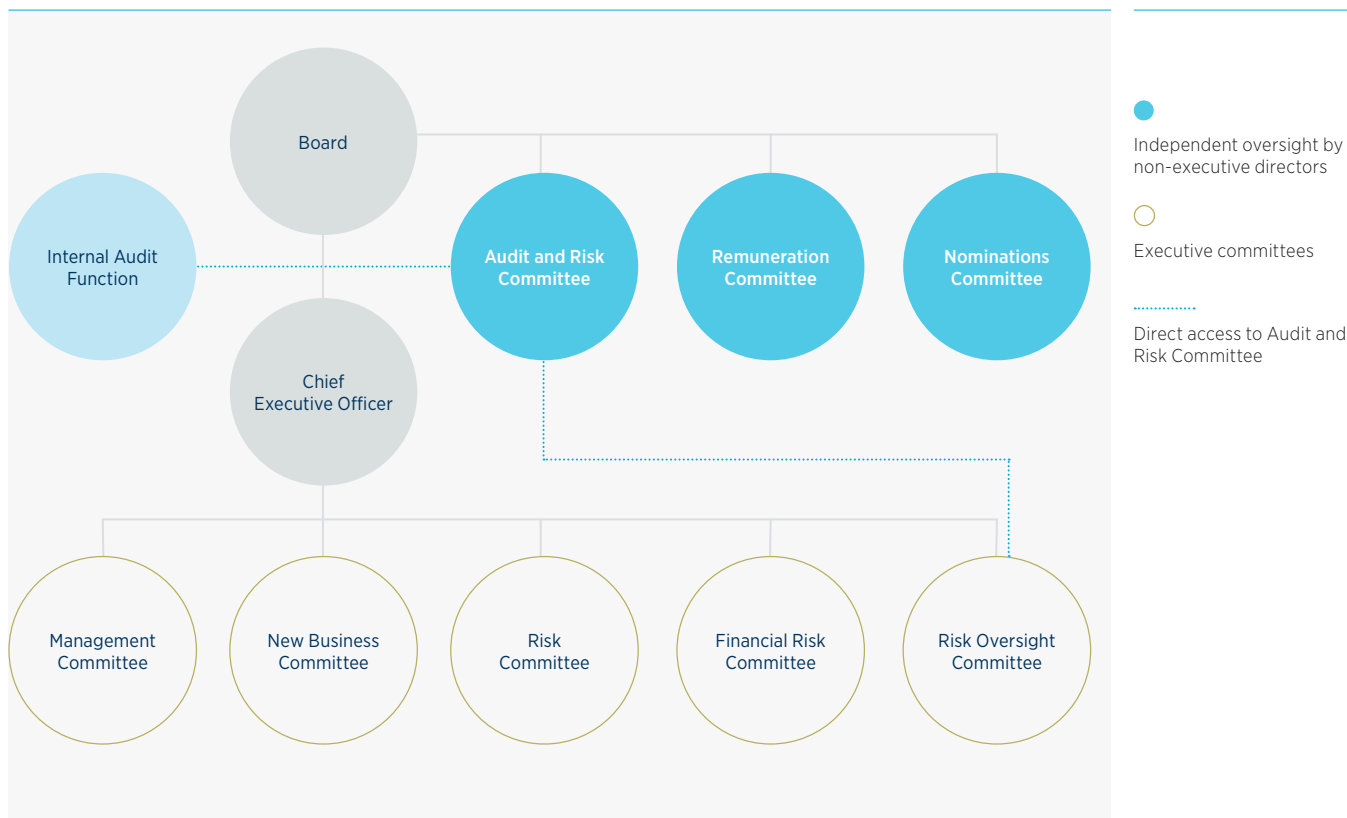 Board
Internal Audit
Function
Audit and Risk
Committee
Remuneration
Committee
Nominations
Committee
Chief
Executive Officer
Management
Committee
New Business
Committee
Risk
Committee
Financial Risk
Committee
Risk Oversight
Committee
Independent oversight by
non-executive directors
Executive committees
Direct access to Audit and
Risk Committee